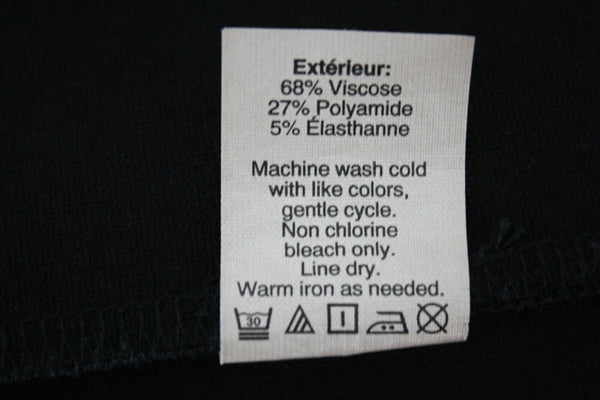 Extérieur:
68% Viscose
27% Polyamide
5% Élasthanne
Machine wash cold
with like colors,
gentle cycle.
Non chlorine
bleach only.
Line dry.
Warm iron as needed.
30